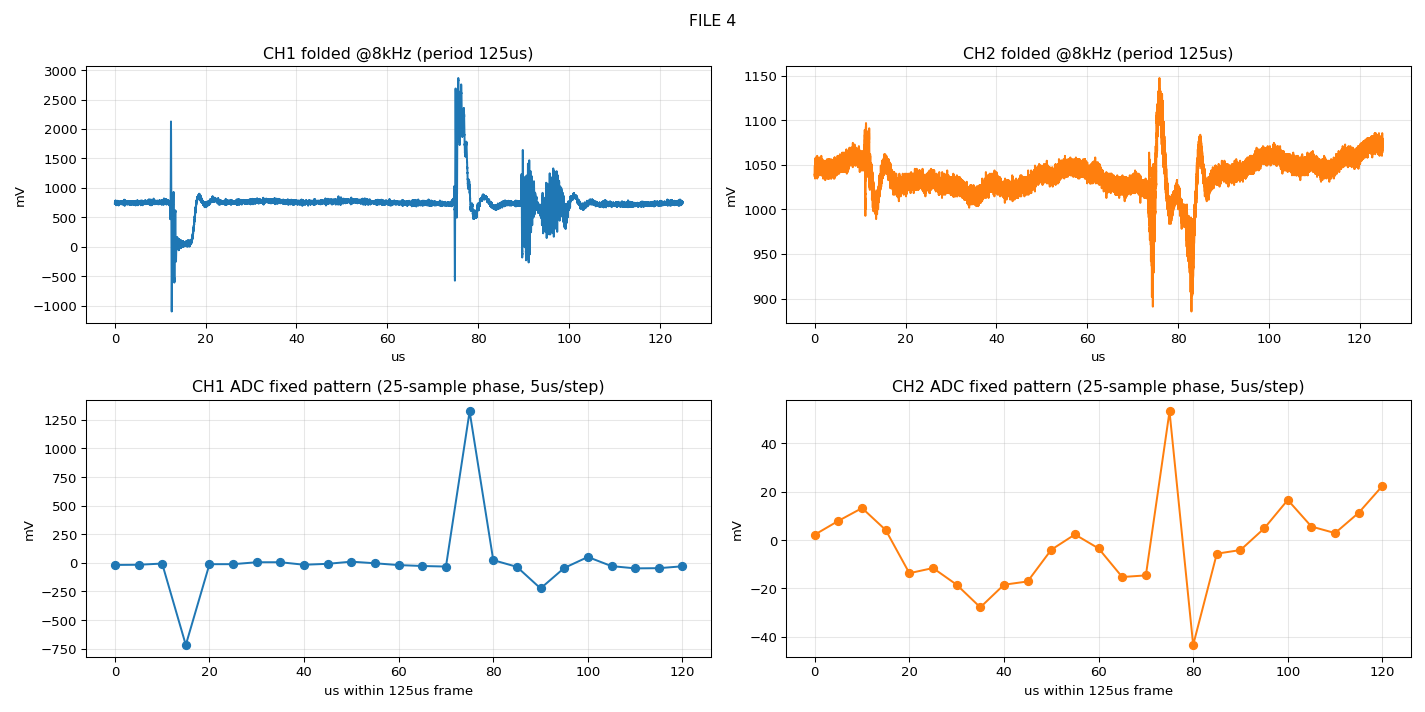 FILE 4
CH1 folded @8kHz (period 125us)
3000
2500
2000
1500
1000
500
0
−500
−1000
mV
0 20 40 60 80 100 120
us
CH2 folded @8kHz (period 125us)
1150
1100
1050
1000
950
900
mV
0 20 40 60 80 100 120
us
CH1 ADC fixed pattern (25-sample phase, 5us/step)
1250
1000
750
500
250
0
−250
−500
−750
mV
0 20 40 60 80 100 120
us within 125us frame
CH2 ADC fixed pattern (25-sample phase, 5us/step)
40
20
0
−20
−40
mV
0 20 40 60 80 100 120
us within 125us frame